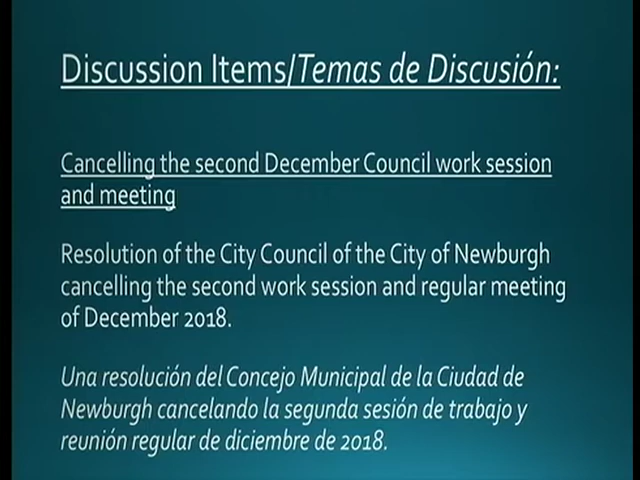 Discussion Items/Temas de Discusión:
Cancelling the second December Council work session
and meeting
Resolution of the City Council of the City of Newburgh
cancelling the second work session and regular meeting
of December 2018.
Una resolución del Concejo Municipal de la Ciudad de
Newburgh cancelando la segunda sesión de trabajo y
reunión regular de diciembre de 2018.